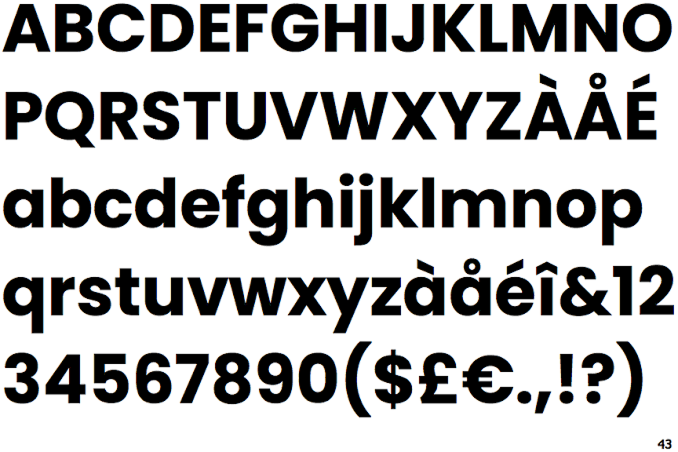 ABCDEFGHIJKLMNO
PQRSTUVWXYZÀÅÉ
abcdefghijklmnop
qrstuvwxyzàåéî&12
34567890($£€.,!?)
43